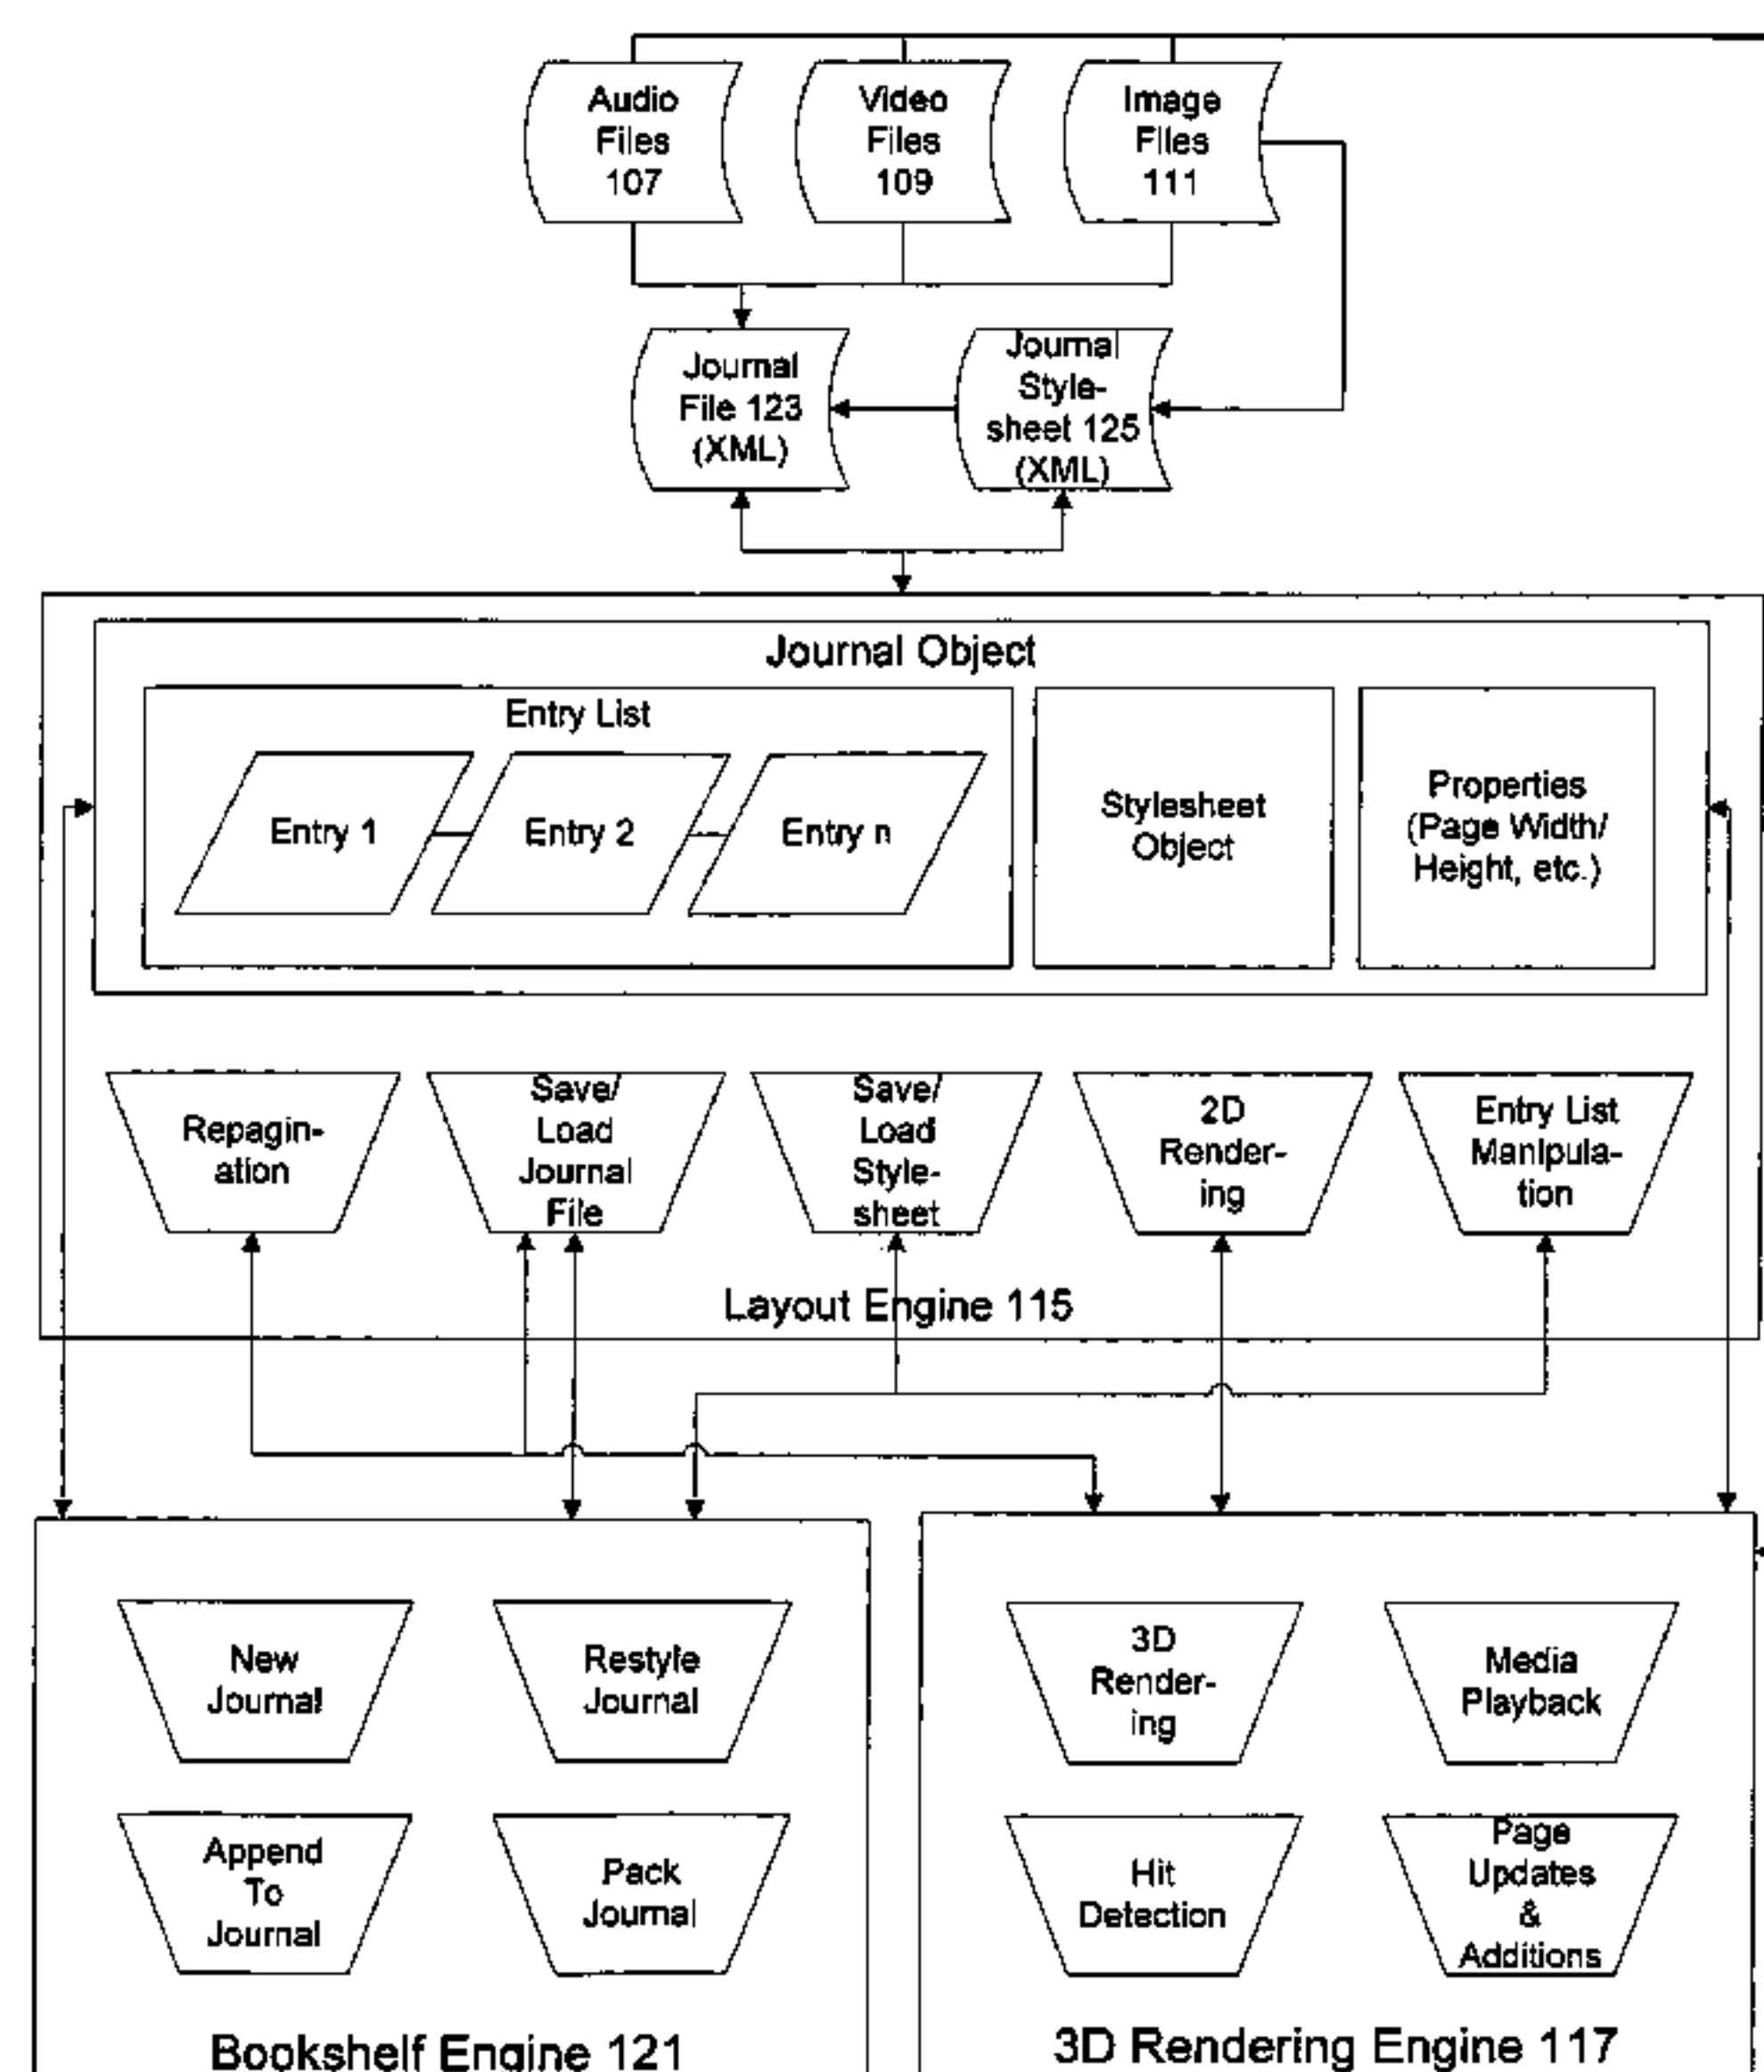 Audio
Files
107
Video
Files
109
Image
Files
111
Journal
File 123
(XML)
Journal
Style-
sheet 125
(XML)
Journal Object
Entry List
Entry 1
Entry 2
Entry n
Stylesheet
Object
Properties
(Page Width/
Height, etc.)
Repagin-
ation
Save/
Load
Journal
File
Save/
Load
Style-
sheet
2D
Render-
ing
Entry List
Manipula-
tion
Layout Engine 115
New
Journal
Restyle
Journal
Append
To
Journal
Pack
Journal
Bookshelf Engine 121
3D
Render-
ing
Media
Playback
Hit
Detection
Page
Updates
&
Additions
3D Rendering Engine 117